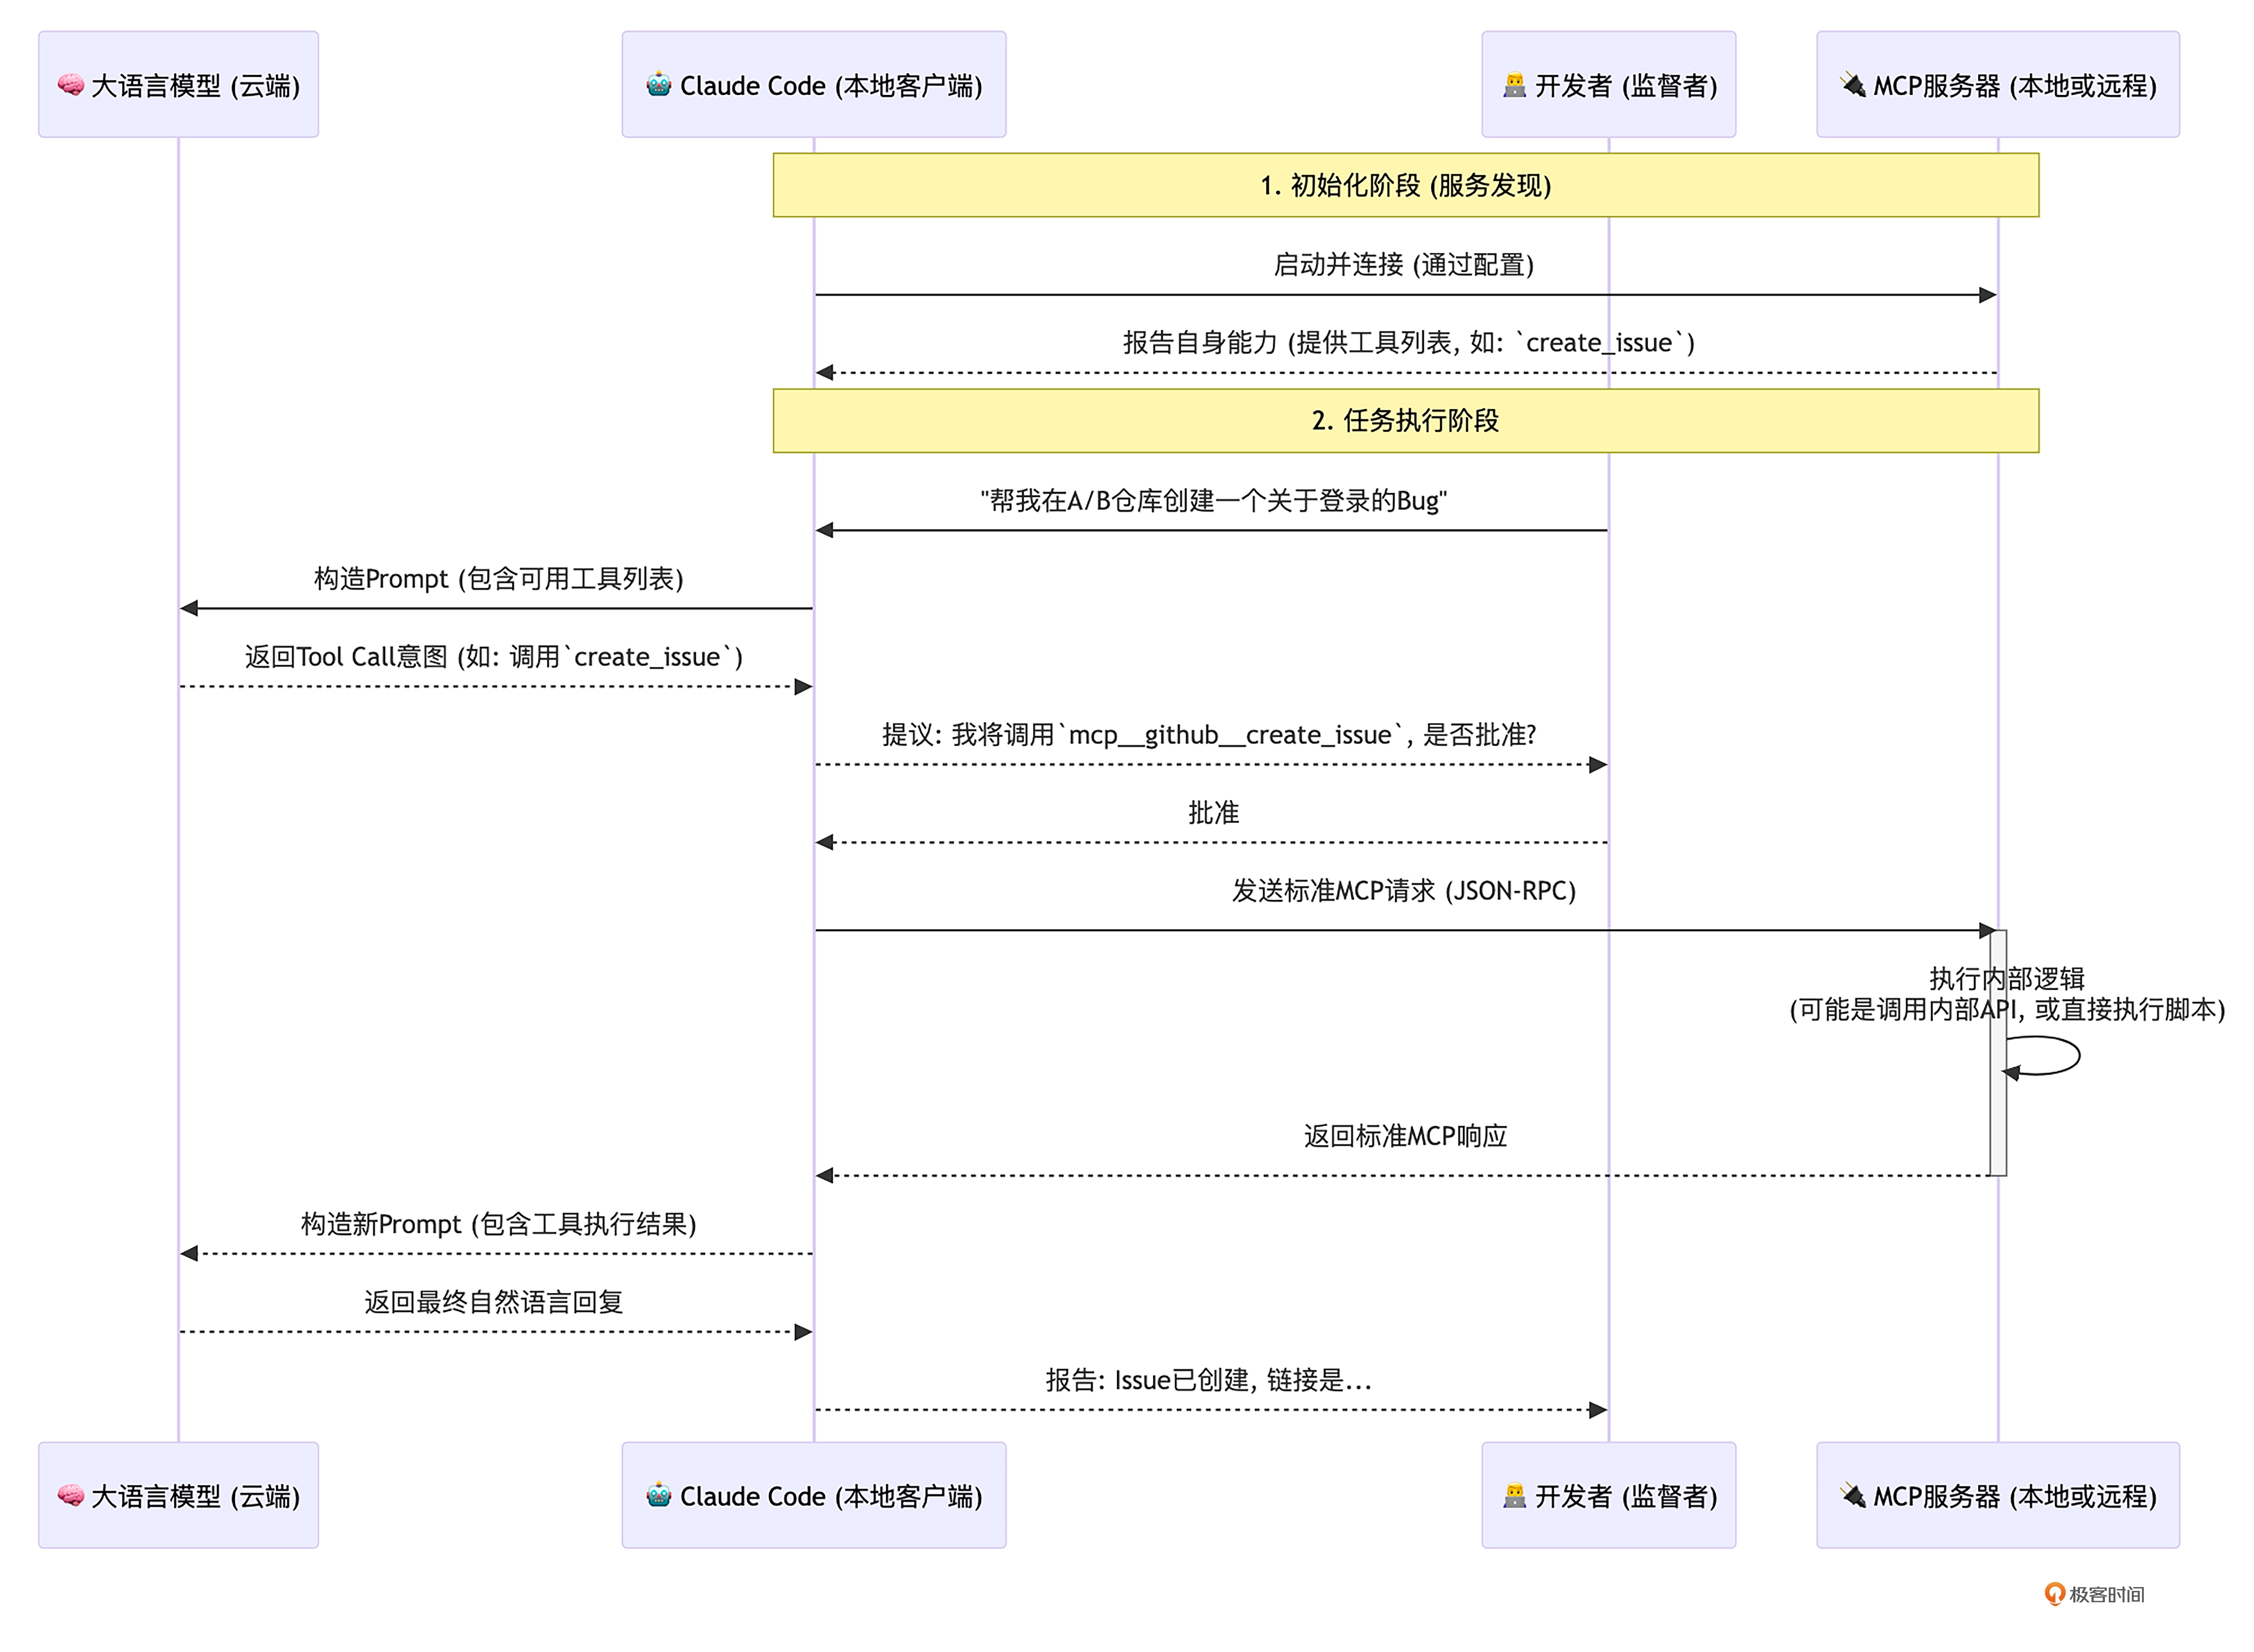 🧠 大语言模型 (云端)
🤖 Claude Code (本地客户端)
🧑‍💻 开发者 (监督者)
🔌 MCP服务器 (本地或远程)
1. 初始化阶段 (服务发现)
启动并连接 (通过配置)
报告自身能力 (提供工具列表, 如: `create_issue`)
2. 任务执行阶段
"帮我在A/B仓库创建一个关于登录的Bug"
构造Prompt (包含可用工具列表)
返回Tool Call意图 (如: 调用`create_issue`)
提议: 我将调用`mcp__github__create_issue`, 是否批准?
批准
发送标准MCP请求 (JSON-RPC)
执行内部逻辑
(可能是调用内部API, 或直接执行脚本)
返回标准MCP响应
构造新Prompt (包含工具执行结果)
返回最终自然语言回复
报告: Issue已创建, 链接是...
🧠 大语言模型 (云端)
🤖 Claude Code (本地客户端)
🧑‍💻 开发者 (监督者)
🔌 MCP服务器 (本地或远程)
极客时间